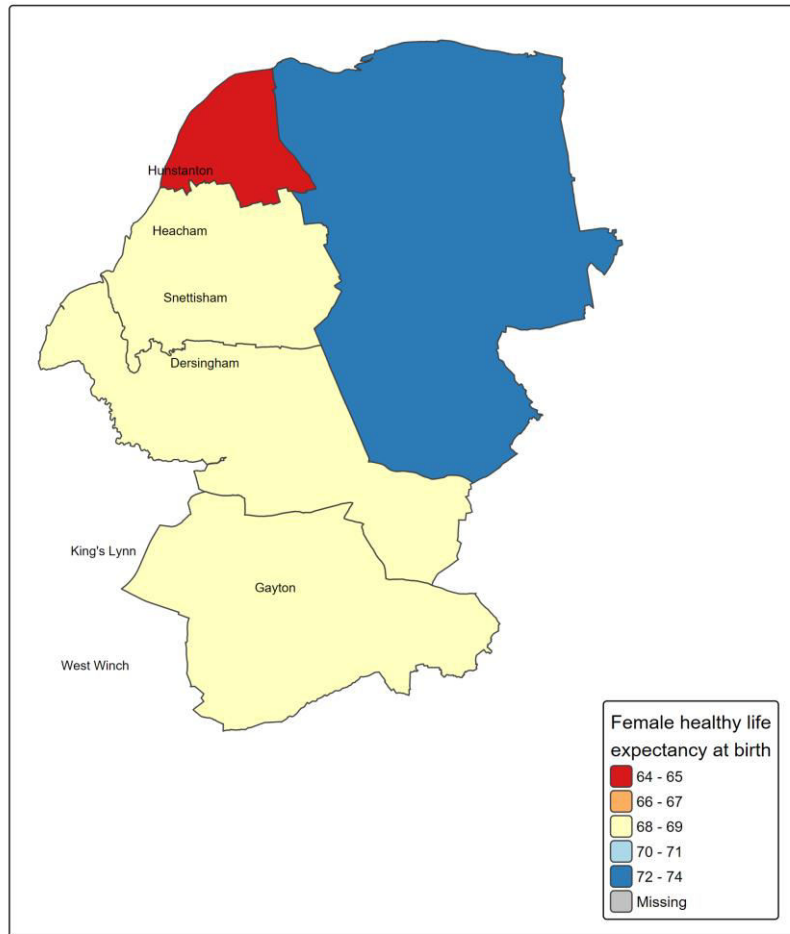 Hunstanton
Heacham
Snettisham
Dersingham
King's Lynn
Gayton
West Winch
Female healthy life
expectancy at birth
64 - 65
66 - 67
68 - 69
70 - 71
72 - 74
Missing